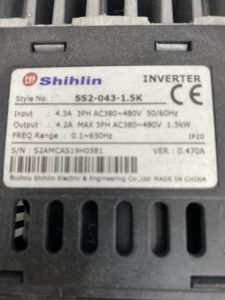 Shihlin INVERTER
Style No. : SS2-043-1.5K CE
Input : 4.3A 3PH AC380~480V 50/60Hz
Output : 4.2A MAX 3PH AC380~480V 1.5kW
FREQ.Range : 0.1~650Hz IP20
S/N : S2AMCAS19H0581 VER : 0.470A
Suzhou Shihlin Electric & Engineering Co.,Ltd MADE IN CHINA